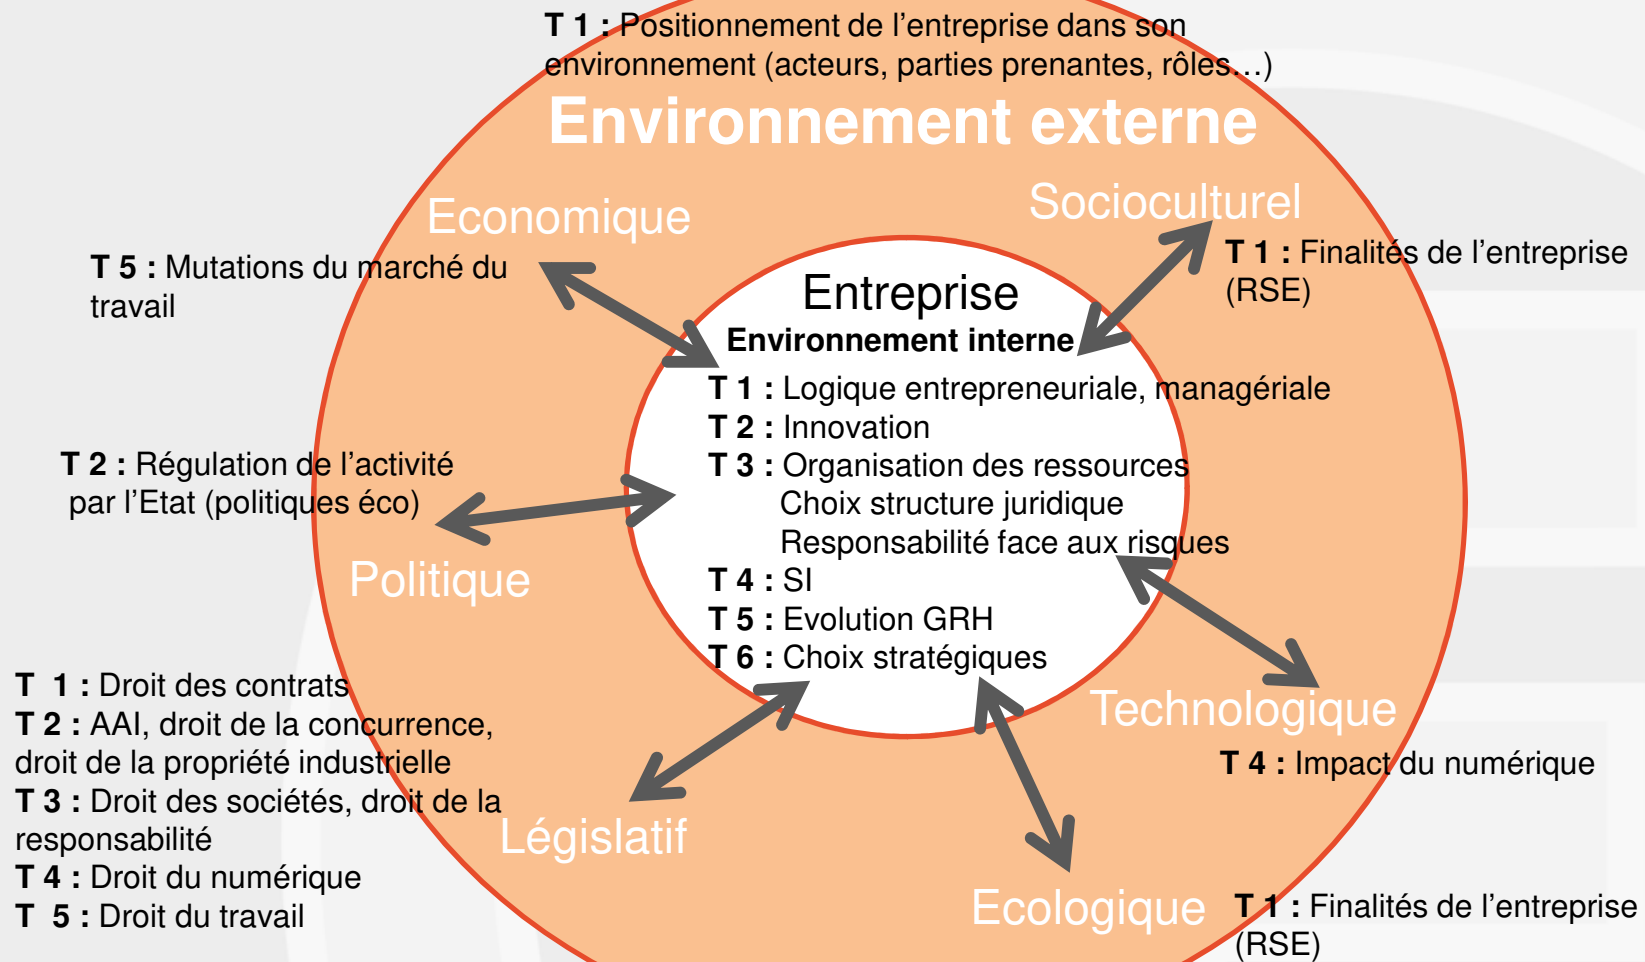 T 1 : Positionnement de l'entreprise dans son
environnement (acteurs, parties prenantes, rôles…)
Environnement externe
Economique
Socioculturel
T 5 : Mutations du marché du
travail
T 1 : Finalités de l'entreprise
(RSE)
Entreprise
Environnement interne
T 1 : Logique entrepreneuriale, managériale
T 2 : Innovation
T 3 : Organisation des ressources
Choix structure juridique
Responsabilité face aux risques
T 4 : SI
T 5 : Evolution GRH
T 6 : Choix stratégiques
T 2 : Régulation de l'activité
par l'Etat (politiques éco)
Politique
T 1 : Droit des contrats
T 2 : AAI, droit de la concurrence,
droit de la propriété industrielle
T 3 : Droit des sociétés, droit de la
responsabilité
T 4 : Droit du numérique
T 5 : Droit du travail
Législatif
Technologique
T 4 : Impact du numérique
Ecologique
T 1 : Finalités de l'entreprise
(RSE)